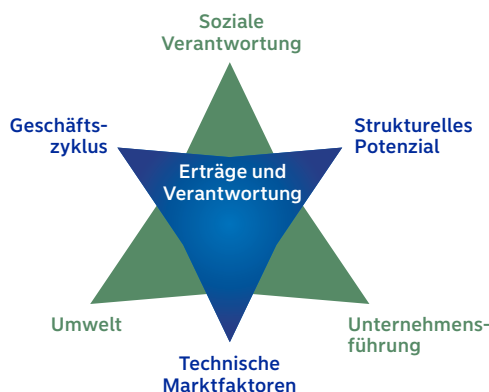 Soziale
Verantwortung
Geschäfts-
zyklus
Strukturelles
Potenzial
Erträge und
Verantwortung
Umwelt
Unternehmens-
führung
Technische
Marktfaktoren